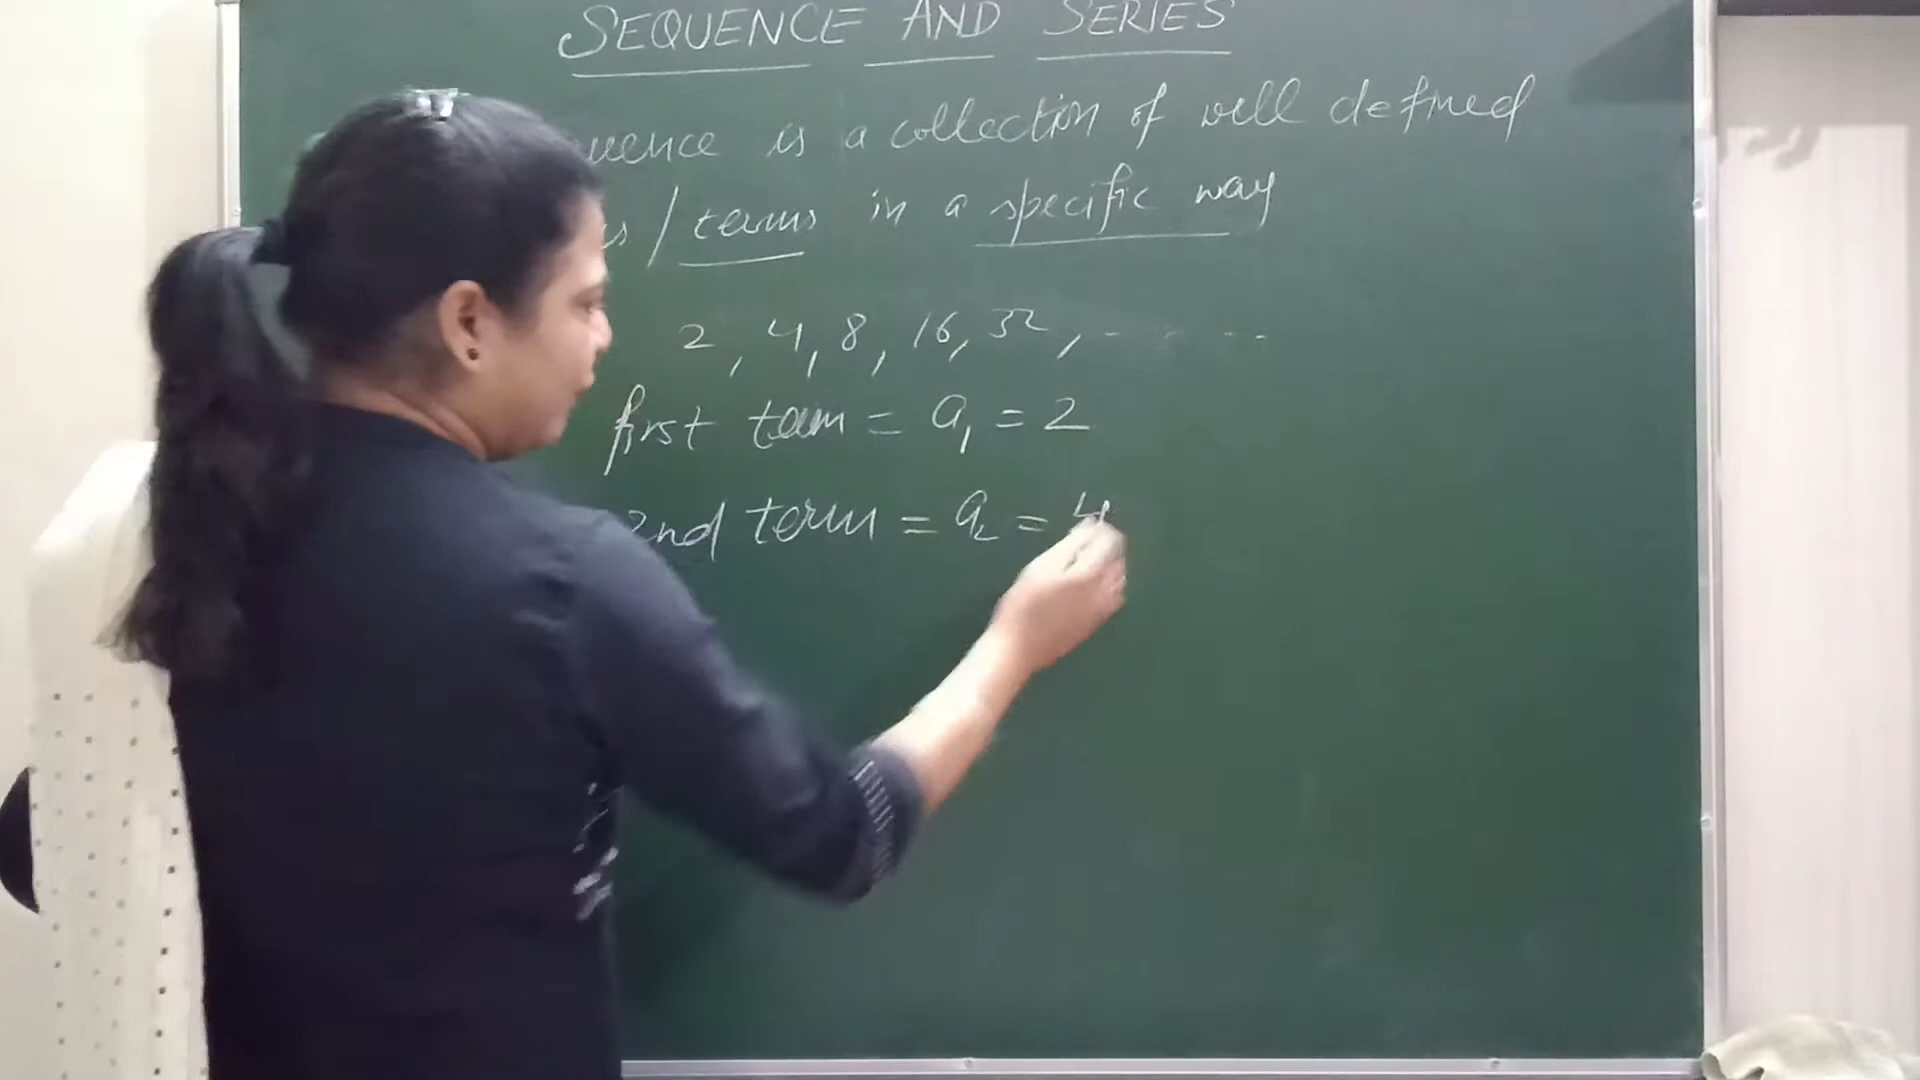 SEQUENCE AND SERIES
is a collection of well defined
/ terms in a specific way
2, 4, 8, 16, 32, - - - -
first term = a₁ = 2
2nd term = a₂ = 4